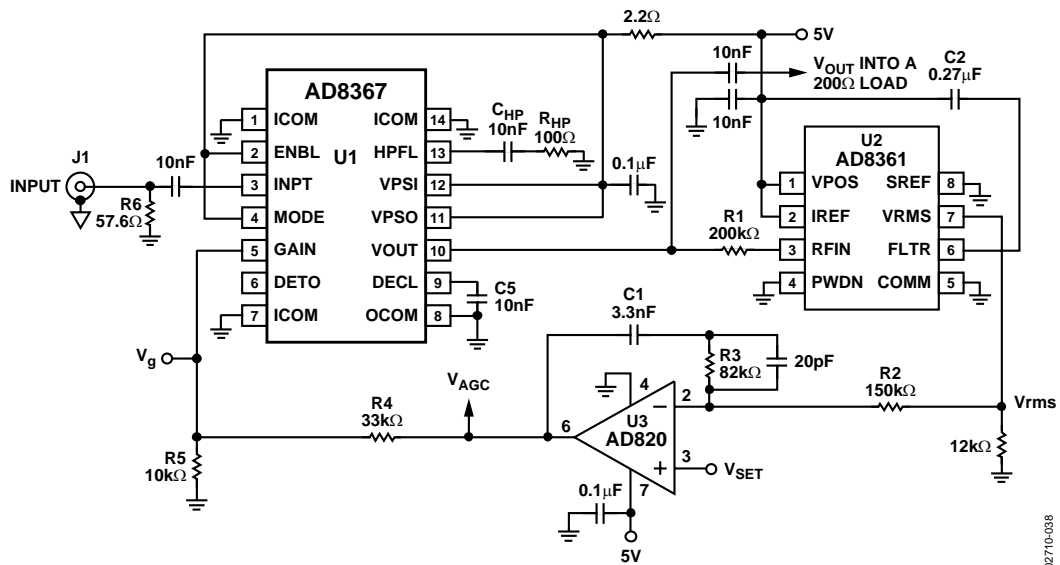 2.2Ω
5V
10nF
VOUT INTO A
200Ω LOAD
C2
0.27µF
10nF
AD8367
U1
1 ICOM
ICOM 14
2 ENBL
HPFL 13
3 INPT
VPSI 12
4 MODE
VPSO 11
5 GAIN
VOUT 10
6 DETO
DECL 9
7 ICOM
OCOM 8
CHP
10nF
RHP
100Ω
0.1µF
J1
INPUT
10nF
R6
57.6Ω
U2
AD8361
1 VPOS
SREF 8
2 IREF
VRMS 7
3 RFIN
FLTR 6
4 PWDN
COMM 5
R1
200kΩ
C5
10nF
C1
3.3nF
R3
82kΩ
20pF
Vg
VAGC
R4
33kΩ
R5
10kΩ
4
2
–
U3
AD820
6
+
3
7
VSET
R2
150kΩ
Vrms
12kΩ
0.1µF
5V
02710-038